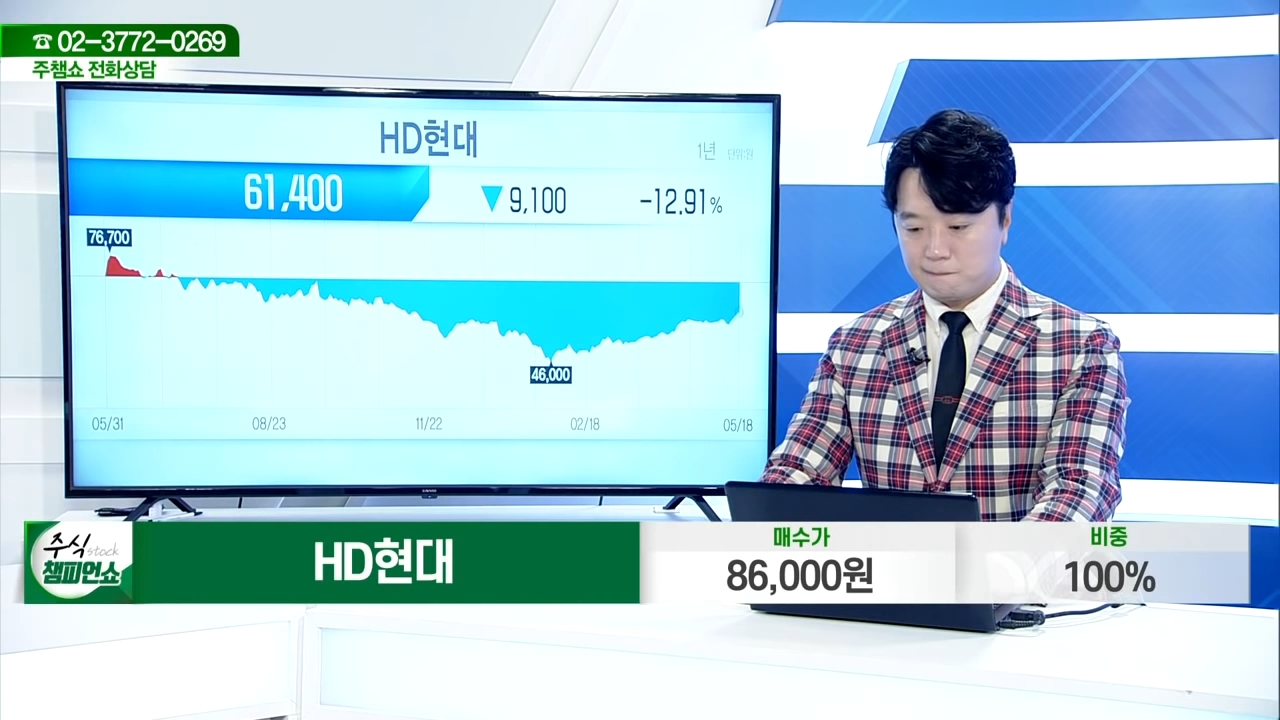 ☎ 02-3772-0269
주챔쇼 전화상담
HD현대
1년 단위:원
61,400 ▼ 9,100 -12.91%
76,700
46,000
05/31 08/23 11/22 02/18 05/18
주식 stock
챔피언쇼
HD현대
매수가
86,000원
비중
100%